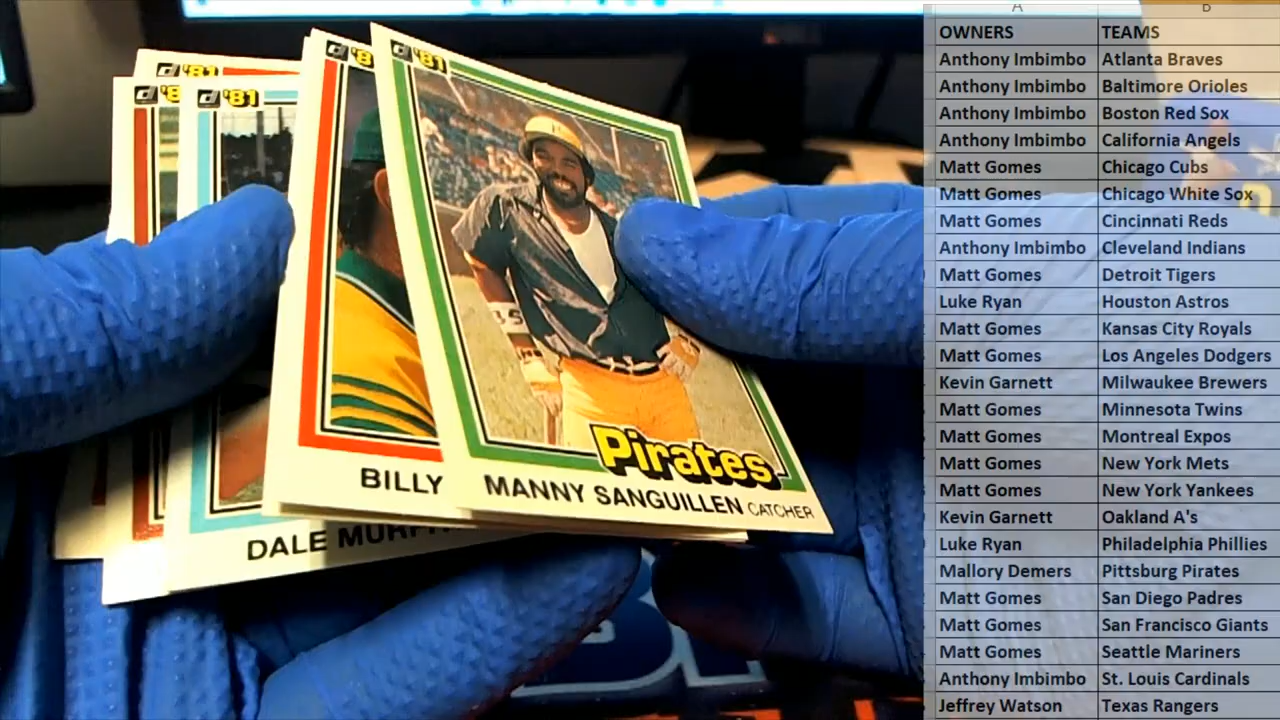 '81
'8
'81
'8
'81
Pirates
BILLY
MANNY SANGUILLEN CATCHER
DALE MURPH
A B
OWNERS TEAMS
Anthony Imbimbo Atlanta Braves
Anthony Imbimbo Baltimore Orioles
Anthony Imbimbo Boston Red Sox
Anthony Imbimbo California Angels
Matt Gomes Chicago Cubs
Matt Gomes Chicago White Sox
Matt Gomes Cincinnati Reds
Anthony Imbimbo Cleveland Indians
Matt Gomes Detroit Tigers
Luke Ryan Houston Astros
Matt Gomes Kansas City Royals
Matt Gomes Los Angeles Dodgers
Kevin Garnett Milwaukee Brewers
Matt Gomes Minnesota Twins
Matt Gomes Montreal Expos
Matt Gomes New York Mets
Matt Gomes New York Yankees
Kevin Garnett Oakland A's
Luke Ryan Philadelphia Phillies
Mallory Demers Pittsburg Pirates
Matt Gomes San Diego Padres
Matt Gomes San Francisco Giants
Matt Gomes Seattle Mariners
Anthony Imbimbo St. Louis Cardinals
Jeffrey Watson Texas Rangers